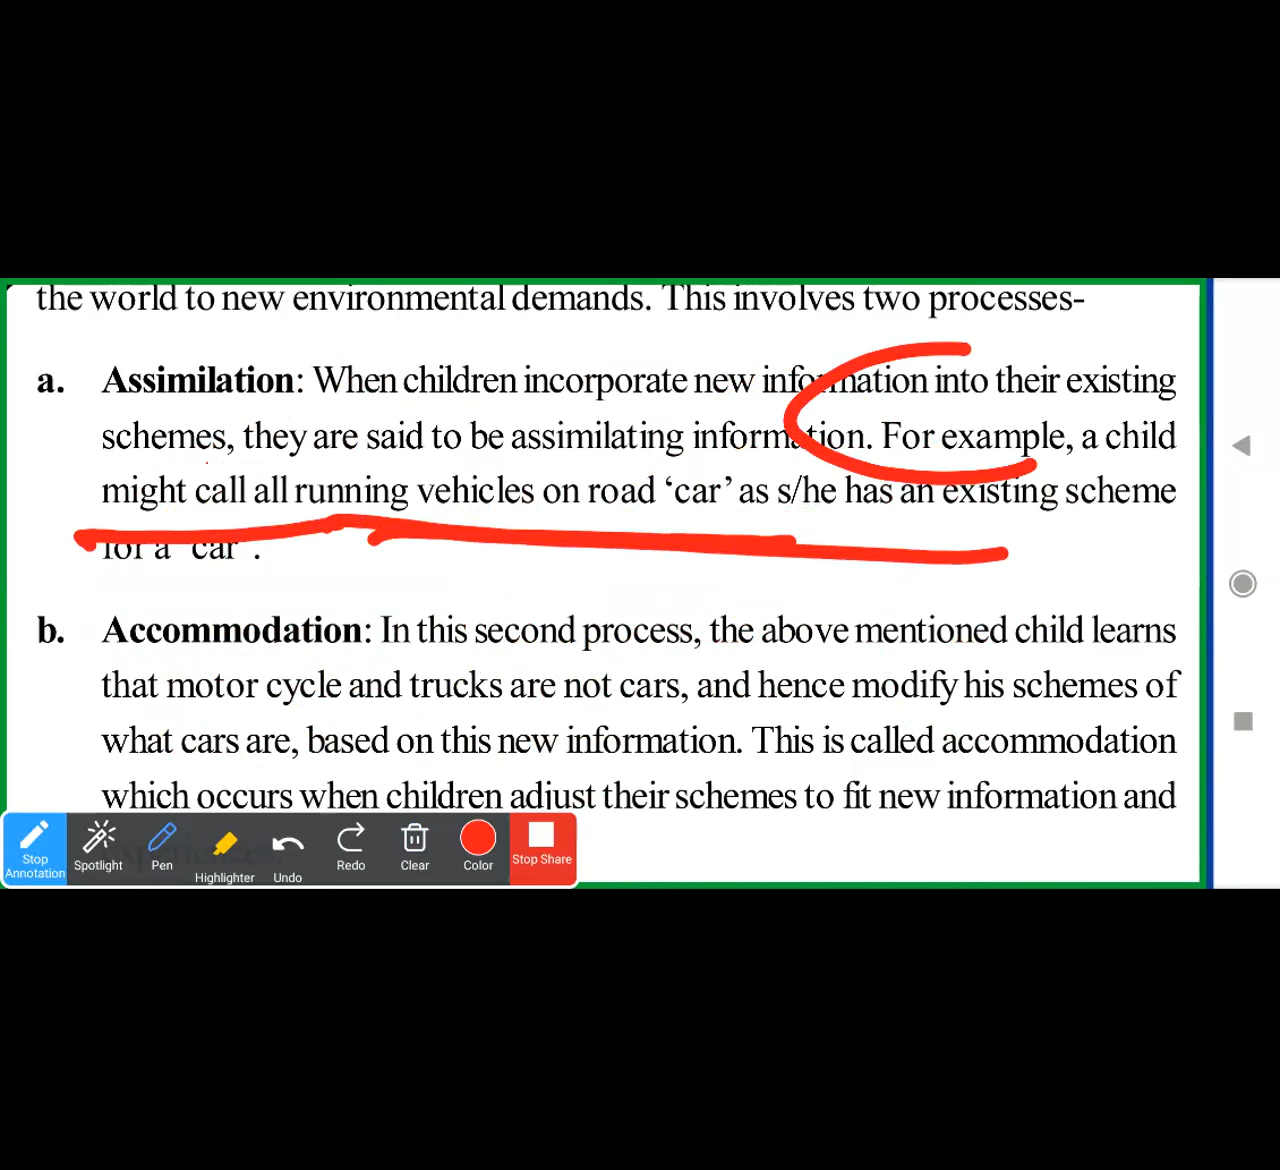 the world to new environmental demands. This involves two processes-
a. Assimilation: When children incorporate new information into their existing
schemes, they are said to be assimilating information. For example, a child
might call all running vehicles on road ‘car’ as s/he has an existing scheme
for a ‘car’.
b. Accommodation: In this second process, the above mentioned child learns
that motor cycle and trucks are not cars, and hence modify his schemes of
what cars are, based on this new information. This is called accommodation
which occurs when children adjust their schemes to fit new information and
Stop Annotation
Spotlight
Pen
Highlighter
Undo
Redo
Clear
Color
Stop Share